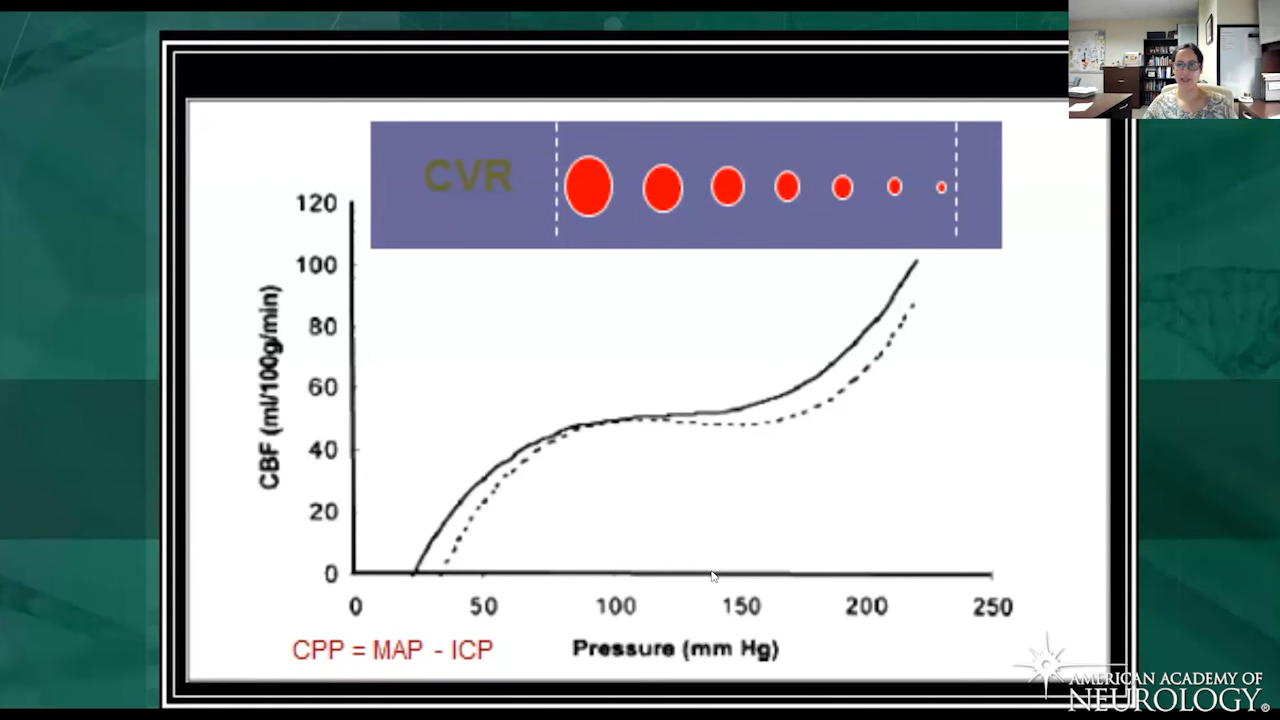 CVR
120
100
80
60
40
20
0
CBF (ml/100g/min)
0 50 100 150 200 250
CPP = MAP - ICP
Pressure (mm Hg)
AMERICAN ACADEMY OF
NEUROLOGY®